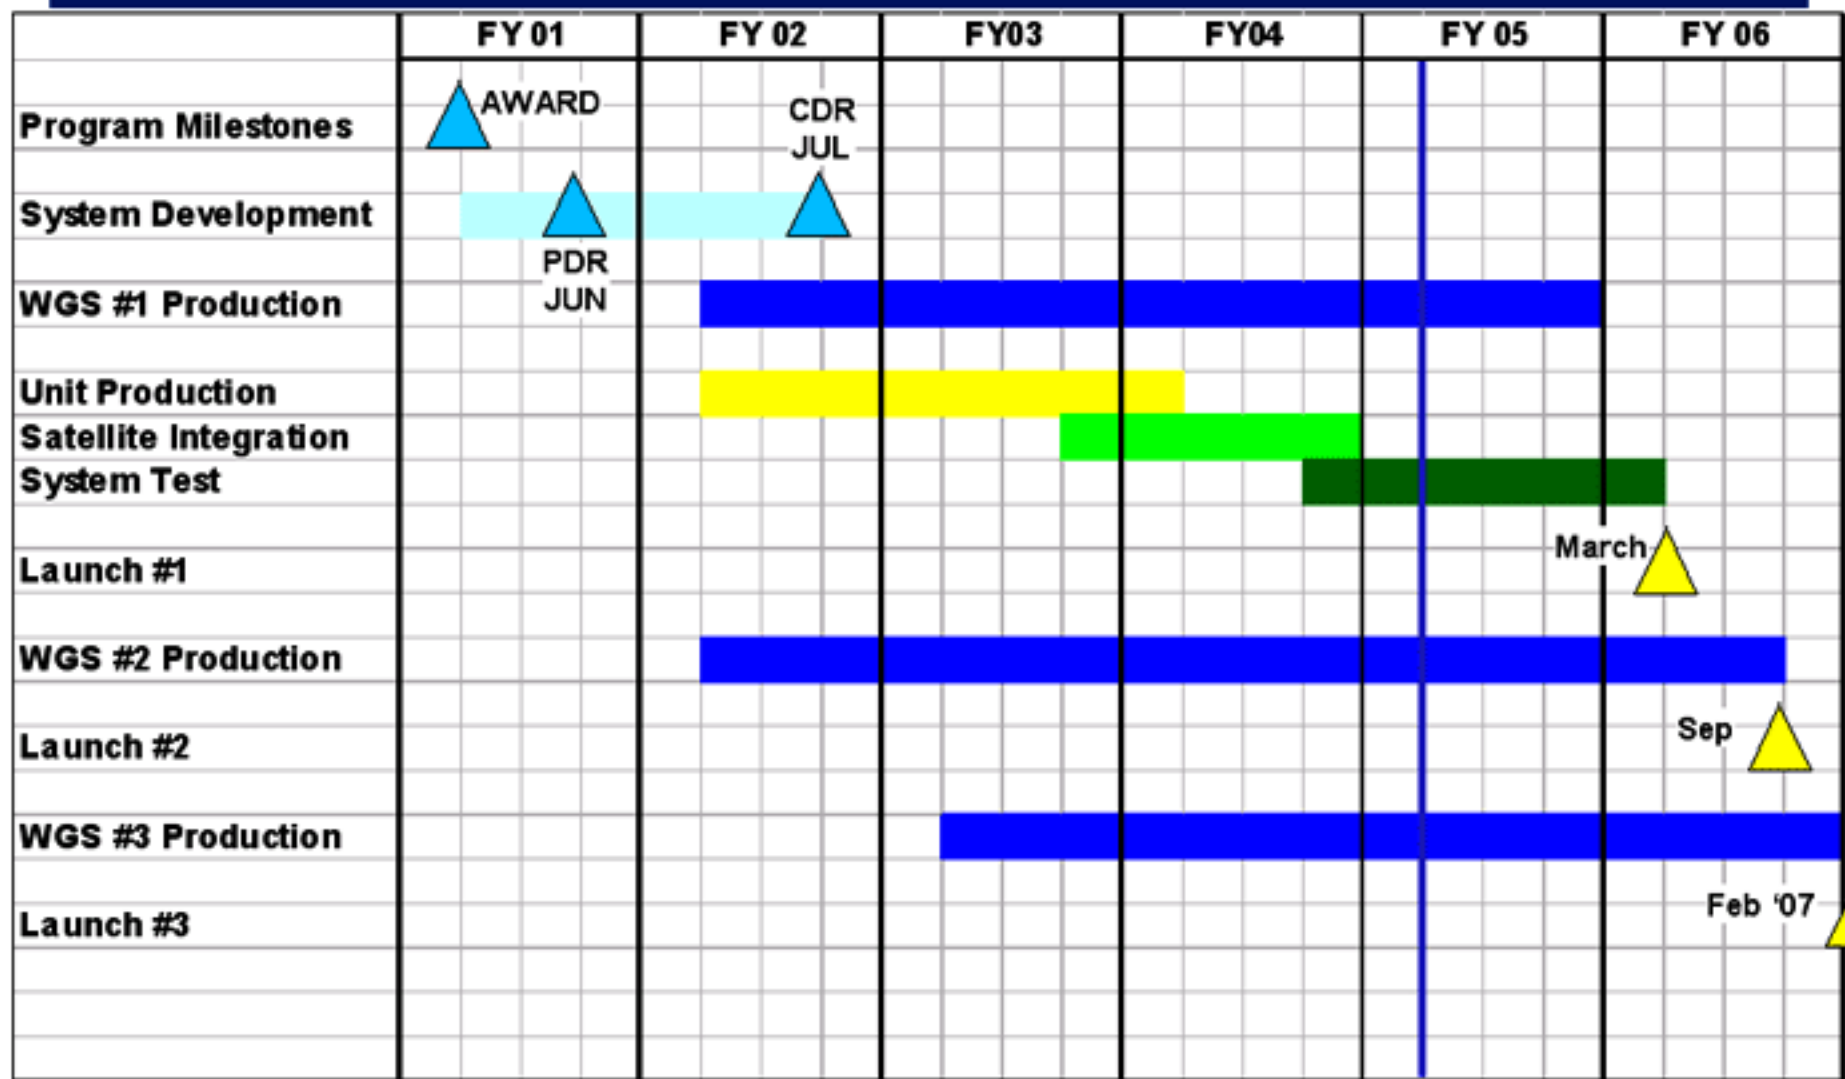 FY 01 FY 02 FY03 FY04 FY 05 FY 06
AWARD
CDR
JUL
Program Milestones
System Development
PDR
JUN
WGS #1 Production
Unit Production
Satellite Integration
System Test
March
Launch #1
WGS #2 Production
Sep
Launch #2
WGS #3 Production
Feb '07
Launch #3